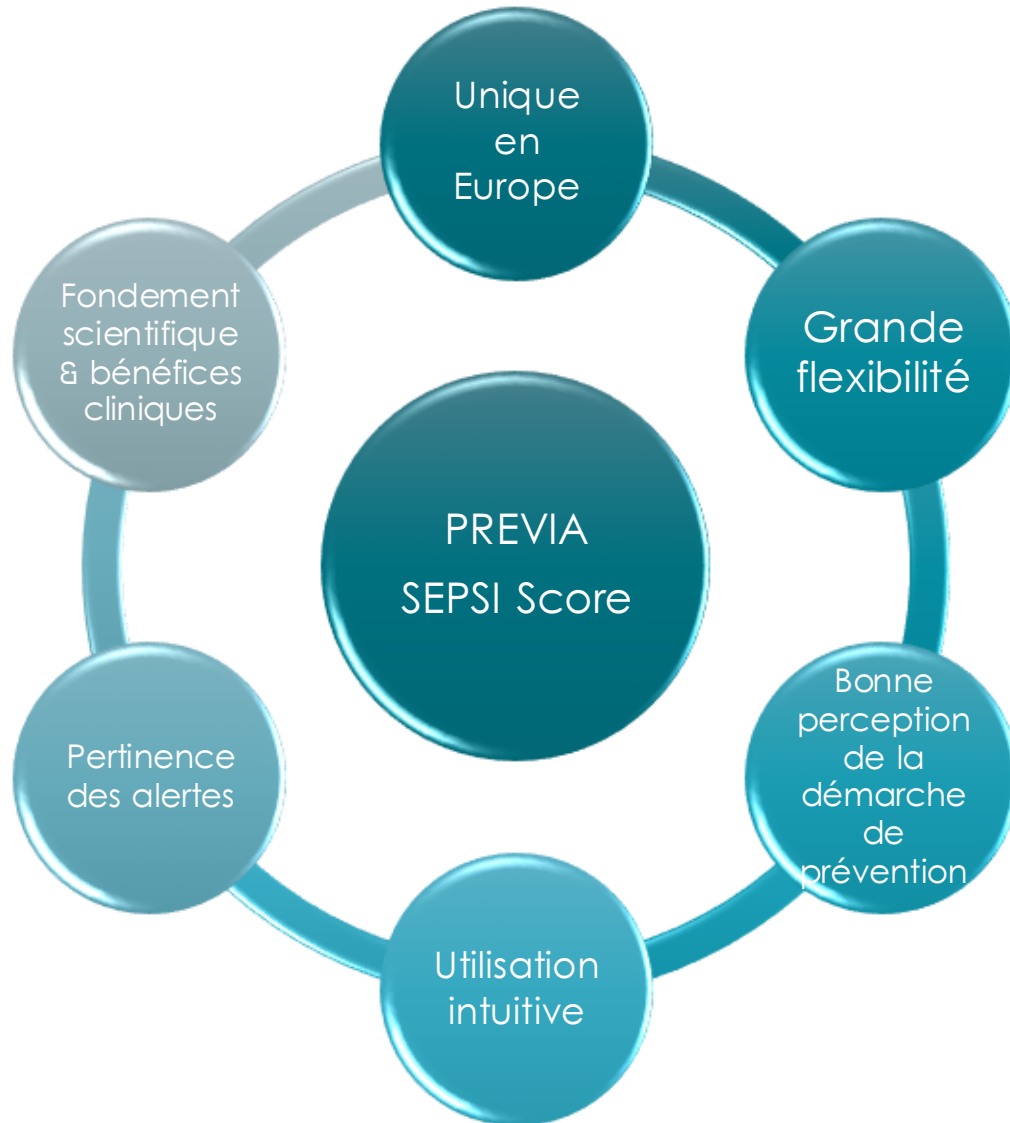 Unique
en
Europe
Grande
flexibilité
Bonne
perception
de la
démarche
de
prévention
Utilisation
intuitive
Pertinence
des alertes
Fondement
scientifique
& bénéfices
cliniques
PREVIA
SEPSI Score